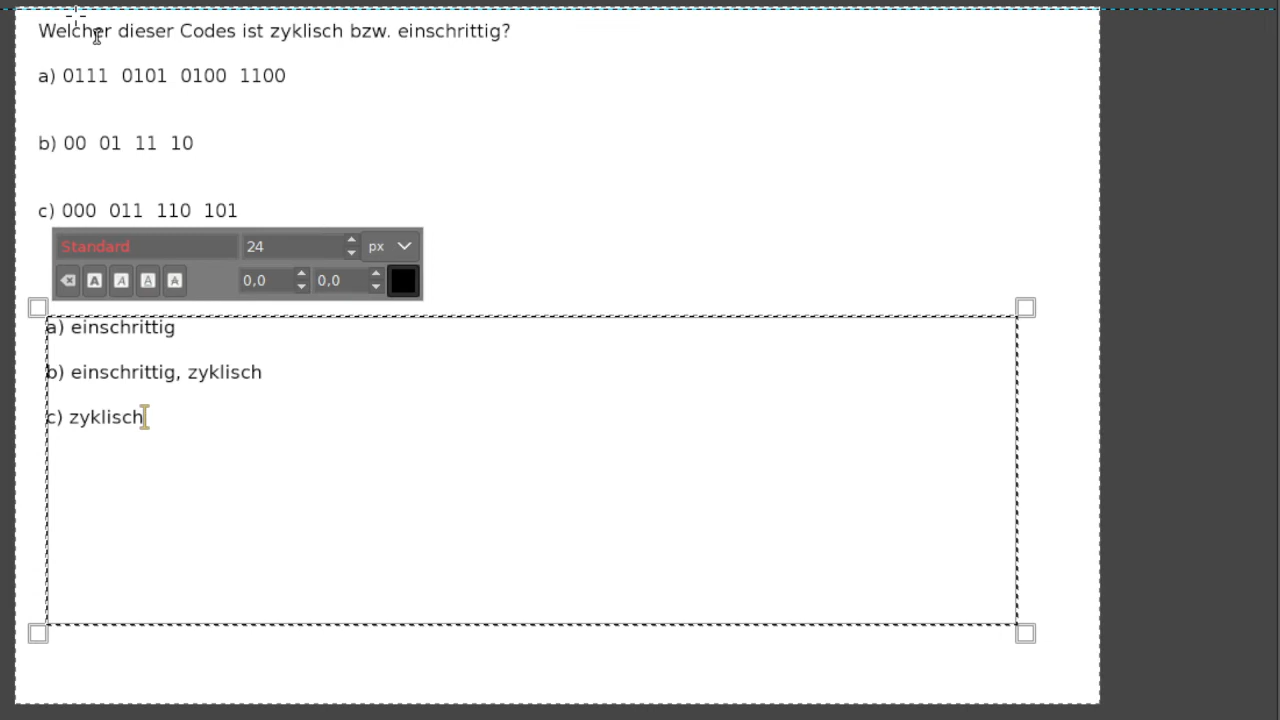 Welcher dieser Codes ist zyklisch bzw. einschrittig?
a) 0111 0101 0100 1100
b) 00 01 11 10
c) 000 011 110 101
Standard 24 px
A A A A 0,0 0,0
a) einschrittig
b) einschrittig, zyklisch
c) zyklisch